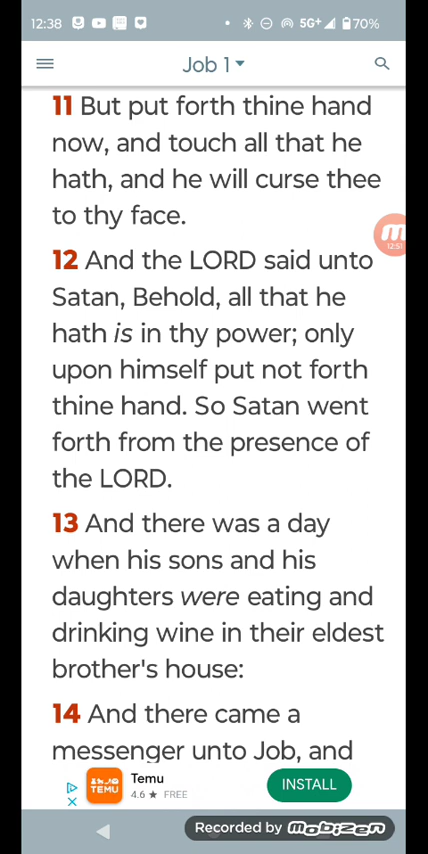 12:38 5G+ 70%
Job 1
11 But put forth thine hand
now, and touch all that he
hath, and he will curse thee
to thy face.
12:51
12 And the LORD said unto
Satan, Behold, all that he
hath is in thy power; only
upon himself put not forth
thine hand. So Satan went
forth from the presence of
the LORD.
13 And there was a day
when his sons and his
daughters were eating and
drinking wine in their eldest
brother's house:
14 And there came a
messenger unto Job, and
TEMU
Temu
4.6 ★ FREE
INSTALL
Recorded by mobizen